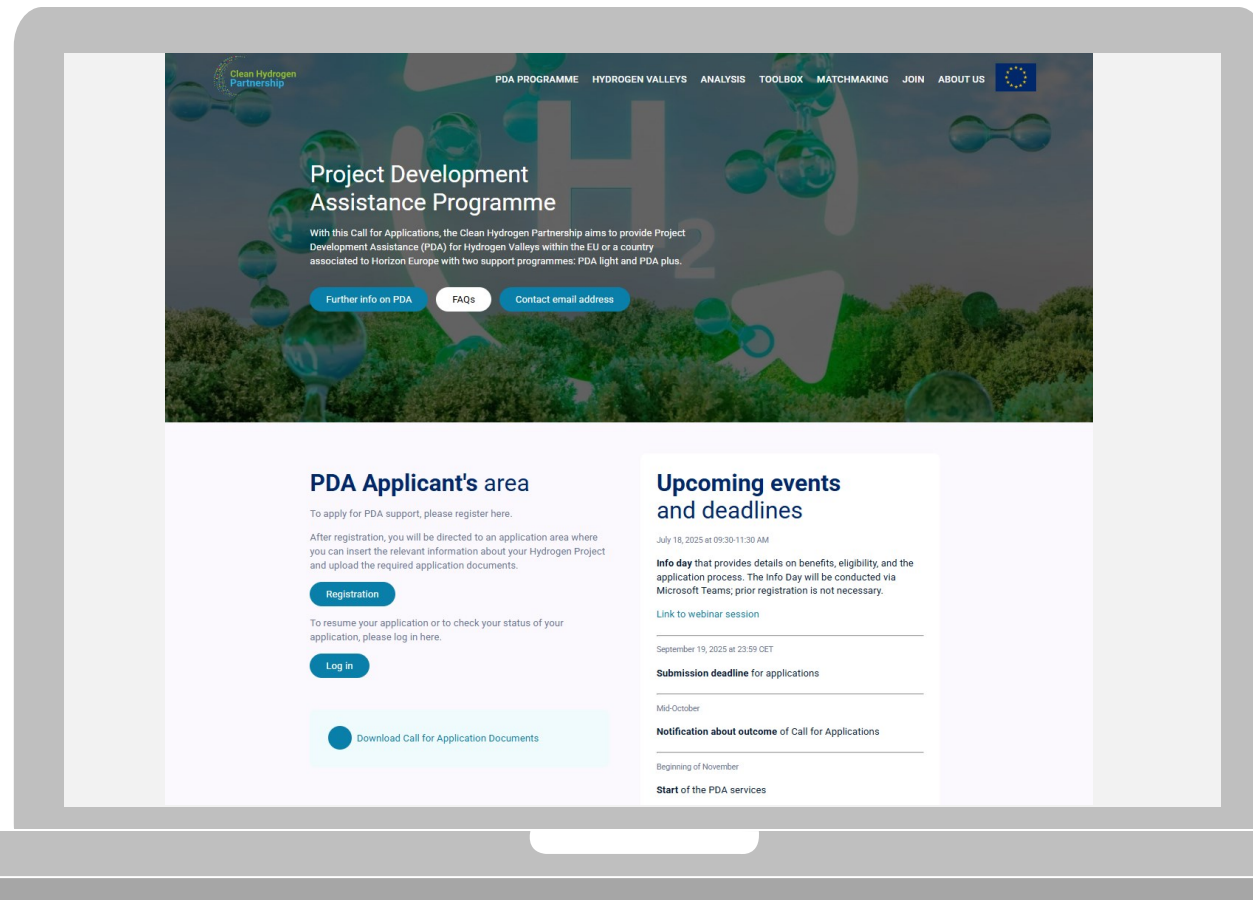 Clean Hydrogen
Partnership
PDA PROGRAMME HYDROGEN VALLEYS ANALYSIS TOOLBOX MATCHMAKING JOIN ABOUT US
H2
Project Development
Assistance Programme
With this Call for Applications, the Clean Hydrogen Partnership aims to provide Project
Development Assistance (PDA) for Hydrogen Valleys within the EU or a country
associated to Horizon Europe with two support programmes: PDA light and PDA plus.
Further info on PDA FAQs Contact email address
PDA Applicant's area
To apply for PDA support, please register here.
After registration, you will be directed to an application area where
you can insert the relevant information about your Hydrogen Project
and upload the required application documents.
Registration
To resume your application or to check your status of your
application, please log in here.
Log in
Download Call for Application Documents
Upcoming events
and deadlines
July 18, 2025 at 09:30-11:30 AM
Info day that provides details on benefits, eligibility, and the
application process. The Info Day will be conducted via
Microsoft Teams; prior registration is not necessary.
Link to webinar session
September 19, 2025 at 23:59 CET
Submission deadline for applications
Mid-October
Notification about outcome of Call for Applications
Beginning of November
Start of the PDA services